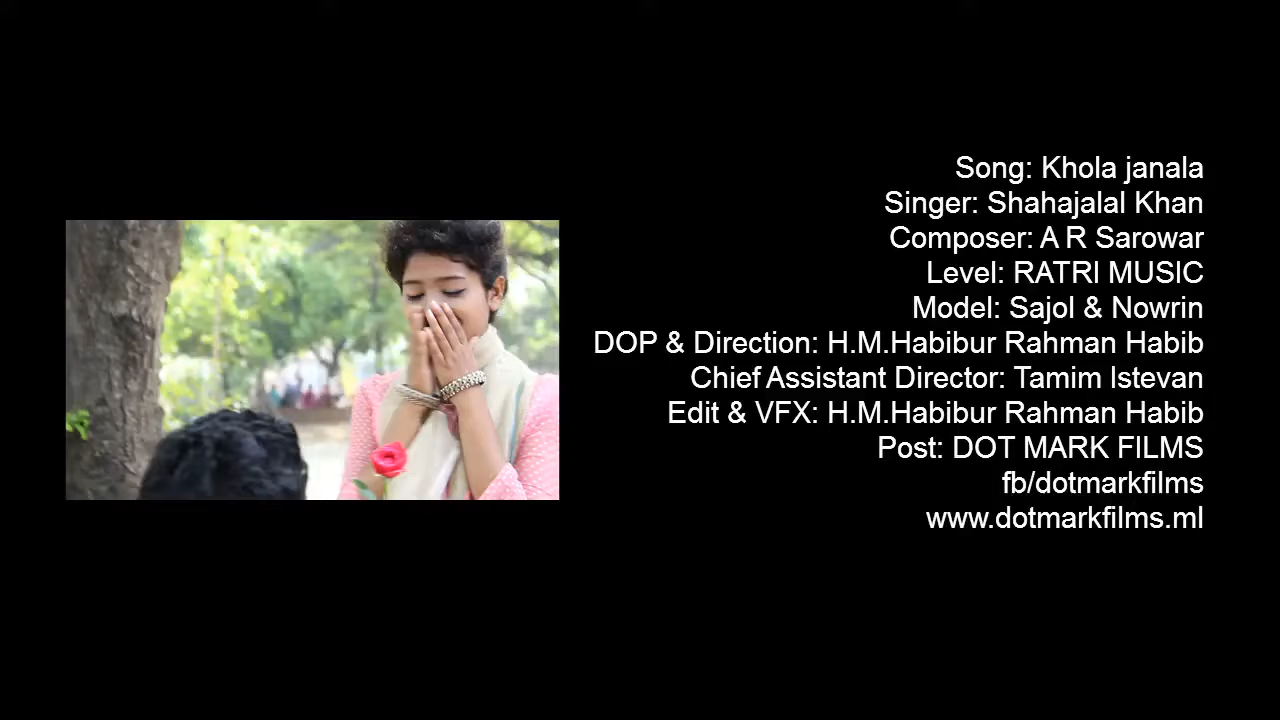 Song: Khola janala
Singer: Shahajalal Khan
Composer: A R Sarowar
Level: RATRI MUSIC
Model: Sajol & Nowrin
DOP & Direction: H.M.Habibur Rahman Habib
Chief Assistant Director: Tamim Istevan
Edit & VFX: H.M.Habibur Rahman Habib
Post: DOT MARK FILMS
fb/dotmarkfilms
www.dotmarkfilms.ml